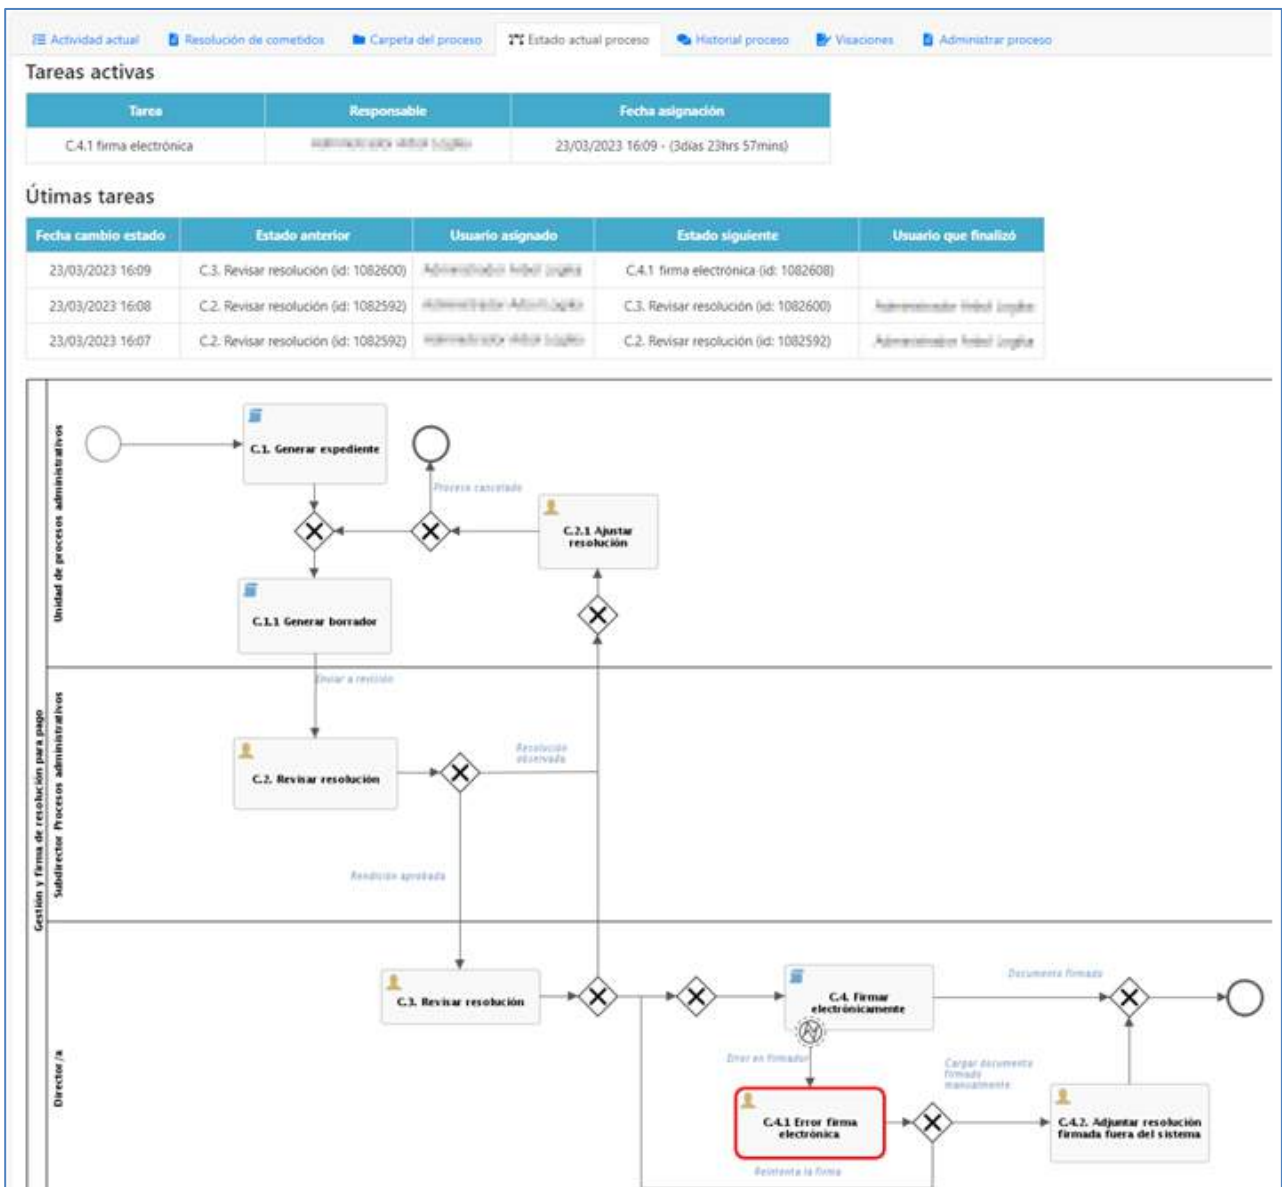 Actividad actual Resolución de cometidos Carpeta del proceso Estado actual proceso Historial proceso Visaciones Administrar proceso
Tareas activas
Tarea Responsable Fecha asignación
C.4.1 firma electrónica 23/03/2023 16:09 - (3días 23hrs 57mins)
Útimas tareas
Fecha cambio estado Estado anterior Usuario asignado Estado siguiente Usuario que finalizó
23/03/2023 16:09 C.3. Revisar resolución (id: 1082600) C.4.1 firma electrónica (id: 1082608)
23/03/2023 16:08 C.2. Revisar resolución (id: 1082592) C.3. Revisar resolución (id: 1082600)
23/03/2023 16:07 C.2. Revisar resolución (id: 1082592) C.2. Revisar resolución (id: 1082592)
Gestión y firma de resolución para pago
Unidad de procesos administrativos
C.1. Generar expediente
Proceso cancelado
C.2.1 Ajustar
resolución
C.1.1 Generar borrador
Enviar a revisión
Subdirector Procesos administrativos
C.2. Revisar resolución
Resolución
observada
Rendición aprobada
Director/a
C.3. Revisar resolución
C.4. Firmar
electrónicamente
Documento firmado
Error en firmador
C.4.1 Error firma
electrónica
Cargar documento
firmado
manualmente
C.4.2. Adjuntar resolución
firmada fuera del sistema
Reintenta la firma